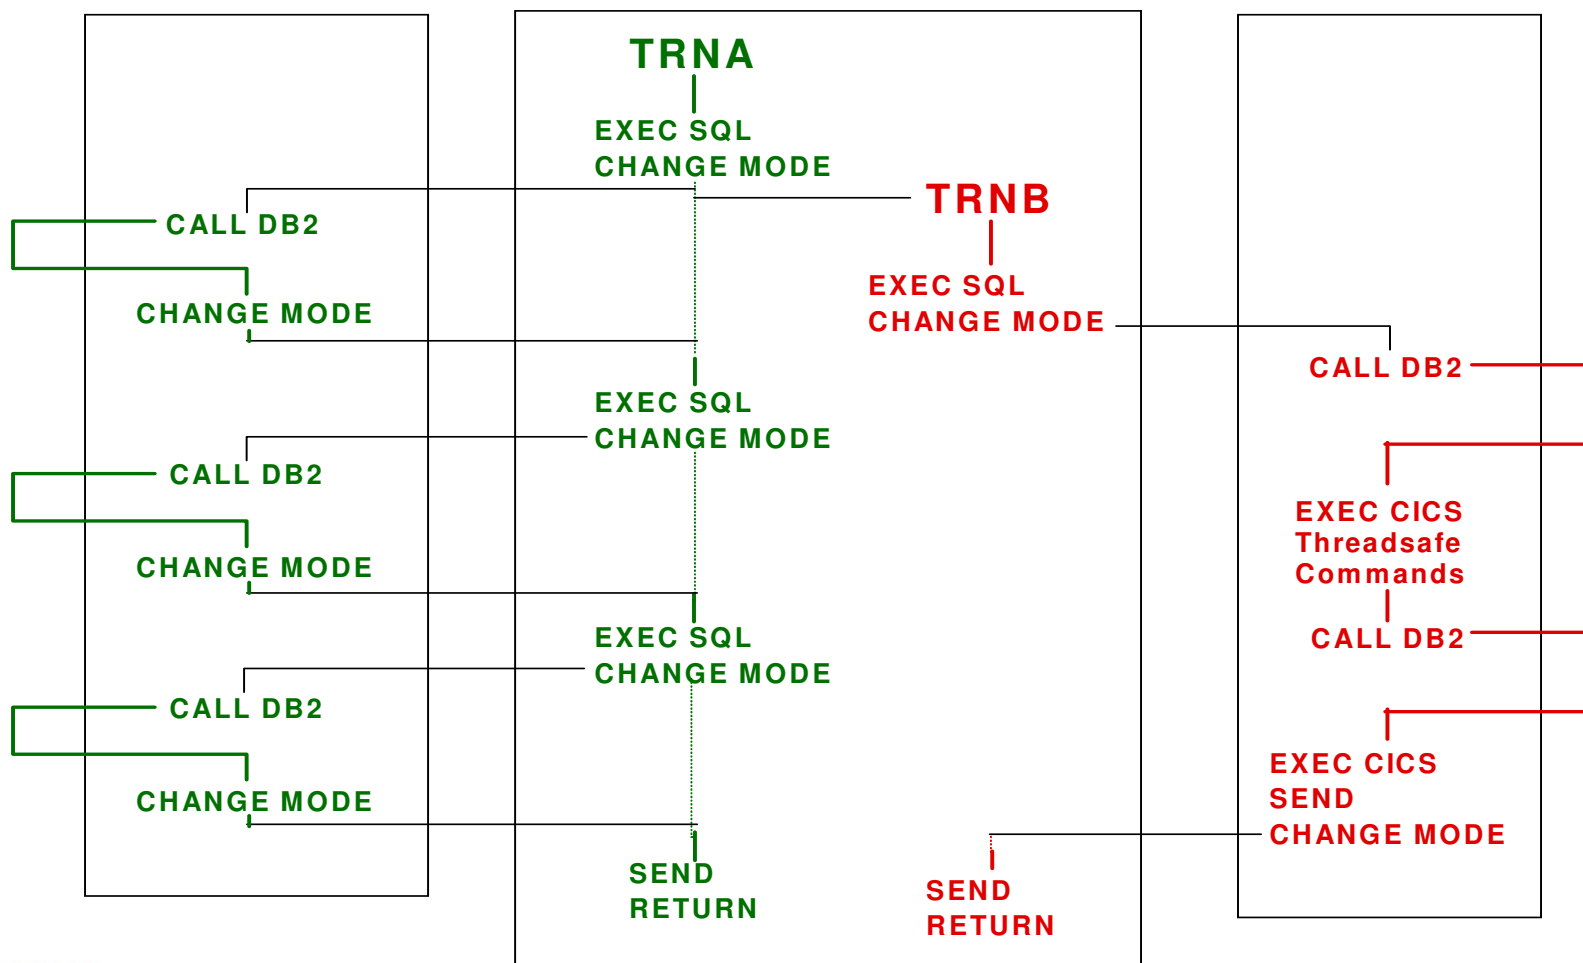 TRNA
EXEC SQL
CHANGE MODE
TRNB
CALL DB2
EXEC SQL
CHANGE MODE
CHANGE MODE
CALL DB2
EXEC SQL
CHANGE MODE
CALL DB2
EXEC CICS
Threadsafe
Commands
CHANGE MODE
EXEC SQL
CHANGE MODE
CALL DB2
CALL DB2
EXEC CICS
SEND
CHANGE MODE
CHANGE MODE
SEND
RETURN
SEND
RETURN